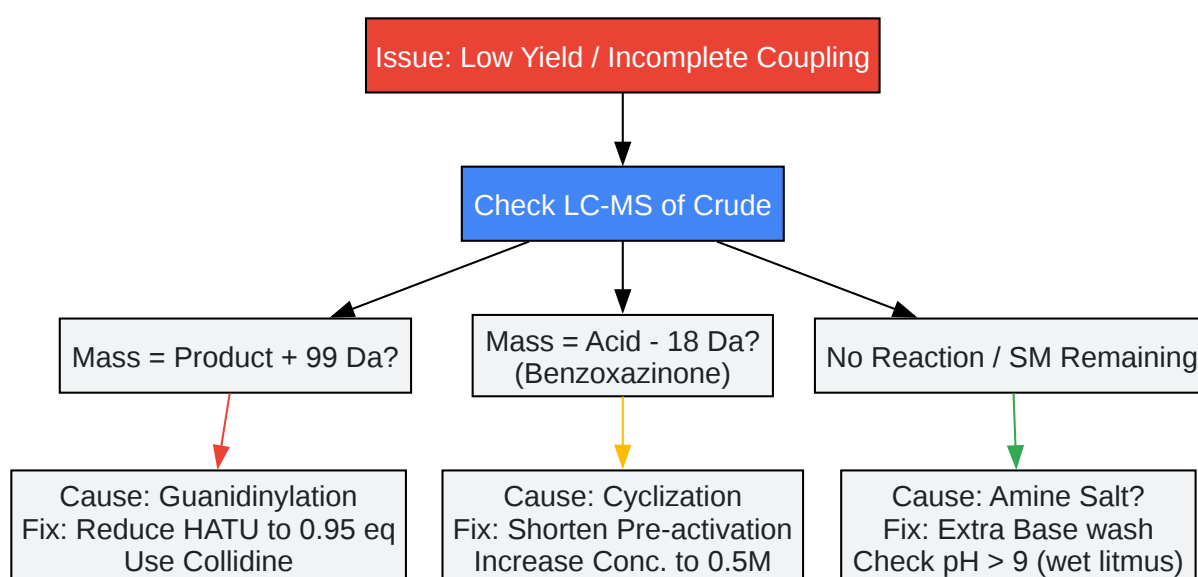 Issue: Low Yield / Incomplete Coupling
Check LC-MS of Crude
Mass = Product + 99 Da?
Mass = Acid - 18 Da?
(Benzoxazinone)
No Reaction / SM Remaining
Cause: Guanidinylation
Fix: Reduce HATU to 0.95 eq
Use Collidine
Cause: Cyclization
Fix: Shorten Pre-activation
Increase Conc. to 0.5M
Cause: Amine Salt?
Fix: Extra Base wash
Check pH > 9 (wet litmus)